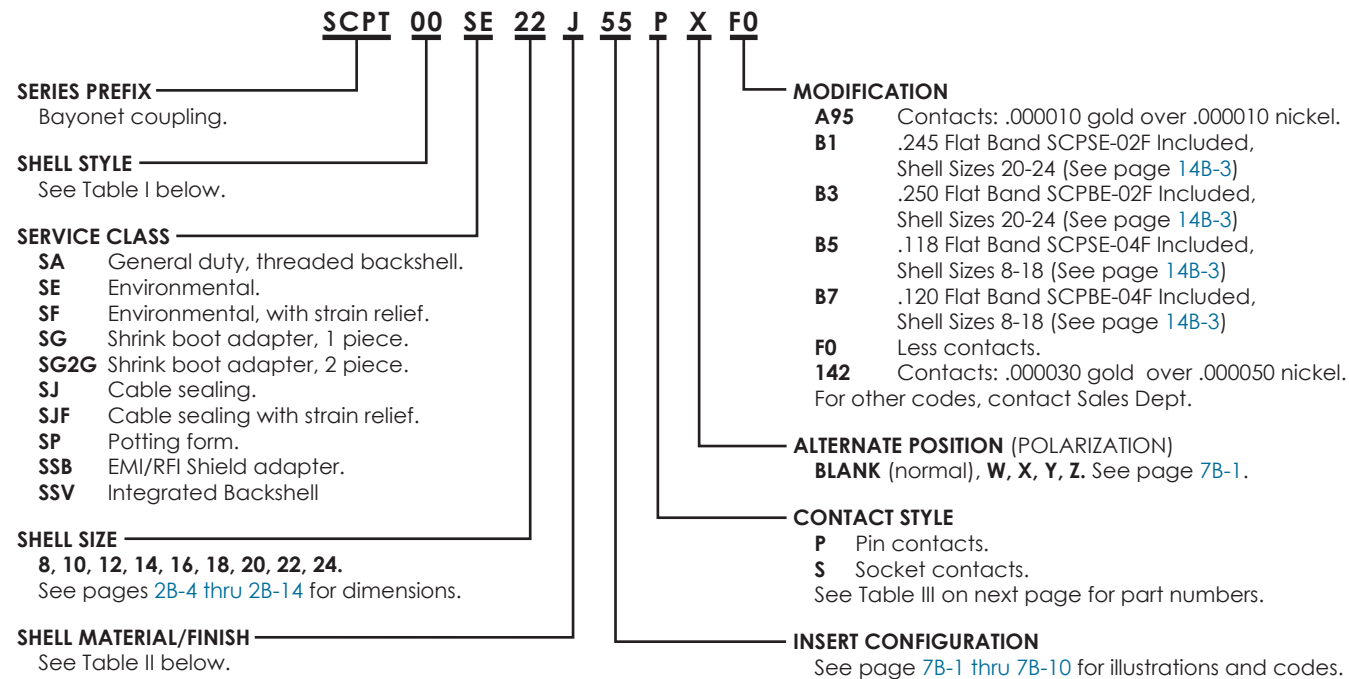 SCPT 00 SE 22 J 55 P X F0
SERIES PREFIX
Bayonet coupling.
SHELL STYLE
See Table I below.
SERVICE CLASS
SA General duty, threaded backshell.
SE Environmental.
SF Environmental, with strain relief.
SG Shrink boot adapter, 1 piece.
SG2G Shrink boot adapter, 2 piece.
SJ Cable sealing.
SJF Cable sealing with strain relief.
SP Potting form.
SSB EMI/RFI Shield adapter.
SSV Integrated Backshell
SHELL SIZE
8, 10, 12, 14, 16, 18, 20, 22, 24.
See pages 2B-4 thru 2B-14 for dimensions.
SHELL MATERIAL/FINISH
See Table II below.
MODIFICATION
A95 Contacts: .000010 gold over .000010 nickel.
B1 .245 Flat Band SCPSE-02F Included,
Shell Sizes 20-24 (See page 14B-3)
B3 .250 Flat Band SCPBE-02F Included,
Shell Sizes 20-24 (See page 14B-3)
B5 .118 Flat Band SCPSE-04F Included,
Shell Sizes 8-18 (See page 14B-3)
B7 .120 Flat Band SCPBE-04F Included,
Shell Sizes 8-18 (See page 14B-3)
F0 Less contacts.
142 Contacts: .000030 gold over .000050 nickel.
For other codes, contact Sales Dept.
ALTERNATE POSITION (POLARIZATION)
BLANK (normal), W, X, Y, Z. See page 7B-1.
CONTACT STYLE
P Pin contacts.
S Socket contacts.
See Table III on next page for part numbers.
INSERT CONFIGURATION
See page 7B-1 thru 7B-10 for illustrations and codes.